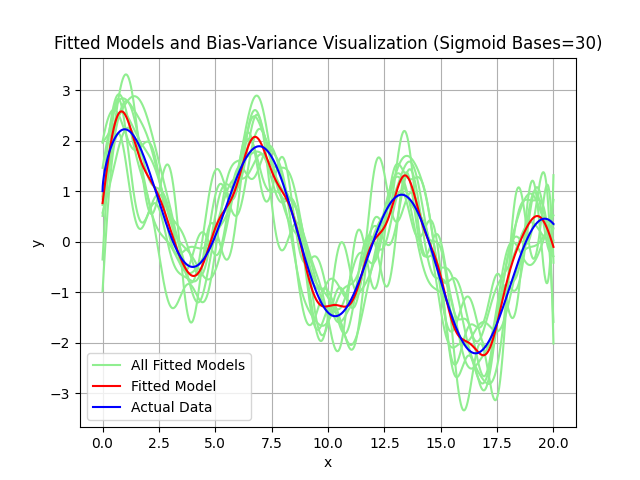 Fitted Models and Bias-Variance Visualization (Sigmoid Bases=30)
y
3
2
1
0
−1
−2
−3
All Fitted Models
Fitted Model
Actual Data
0.0 2.5 5.0 7.5 10.0 12.5 15.0 17.5 20.0
x